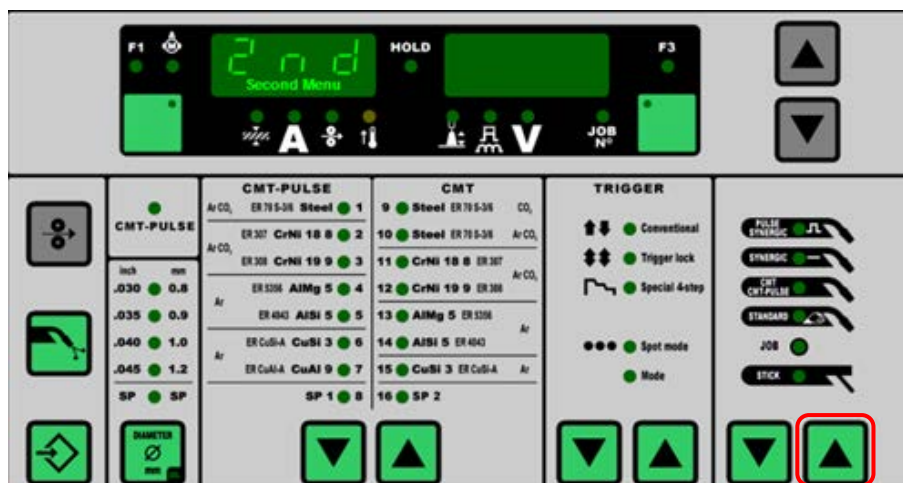 F1
HOLD
F3
2nd
Second Menu
A
V
JOB
N°
CMT-PULSE
inch mm
.030 0.8
.035 0.9
.040 1.0
.045 1.2
SP SP
DIAMETER
Ø
mm
CMT-PULSE
Ar CO₂ ER 70 S-3/6 Steel 1
ER 307 CrNi 18 8 2
Ar CO₂
ER 308 CrNi 19 9 3
ER 5356 AlMg 5 4
Ar
ER 4043 AlSi 5 5
ER CuSi-A CuSi 3 6
Ar
ER CuAl-A CuAl 9 7
SP 1 8
CMT
9 Steel ER 70 S-3/6 CO₂
10 Steel ER 70 S-3/6 Ar CO₂
11 CrNi 18 8 ER 307
Ar CO₂
12 CrNi 19 9 ER 308
13 AlMg 5 ER 5356
Ar
14 AlSi 5 ER 4043
15 CuSi 3 ER CuSi-A Ar
16 SP 2
TRIGGER
Conventional
Trigger lock
Special 4-step
Spot mode
Mode
PULSE
SYNERGIC
SYNERGIC
CMT
CMT-PULSE
STANDARD
JOB
STICK